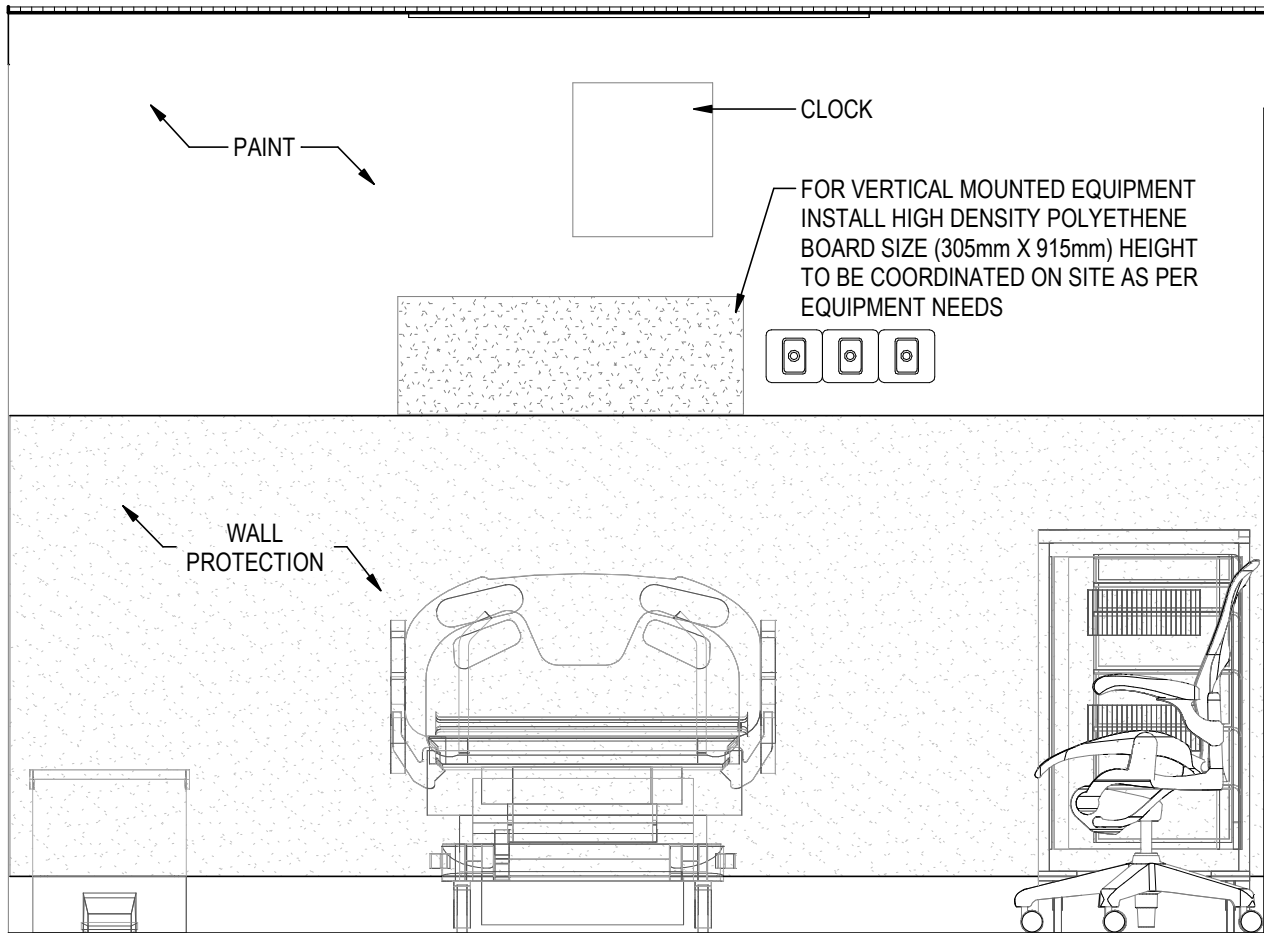 CLOCK
PAINT
FOR VERTICAL MOUNTED EQUIPMENT
INSTALL HIGH DENSITY POLYETHENE
BOARD SIZE (305mm X 915mm) HEIGHT
TO BE COORDINATED ON SITE AS PER
EQUIPMENT NEEDS
WALL
PROTECTION